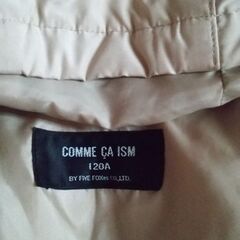 COMME ÇA ISM
120A
BY FIVE FOXes CO.,LTD.